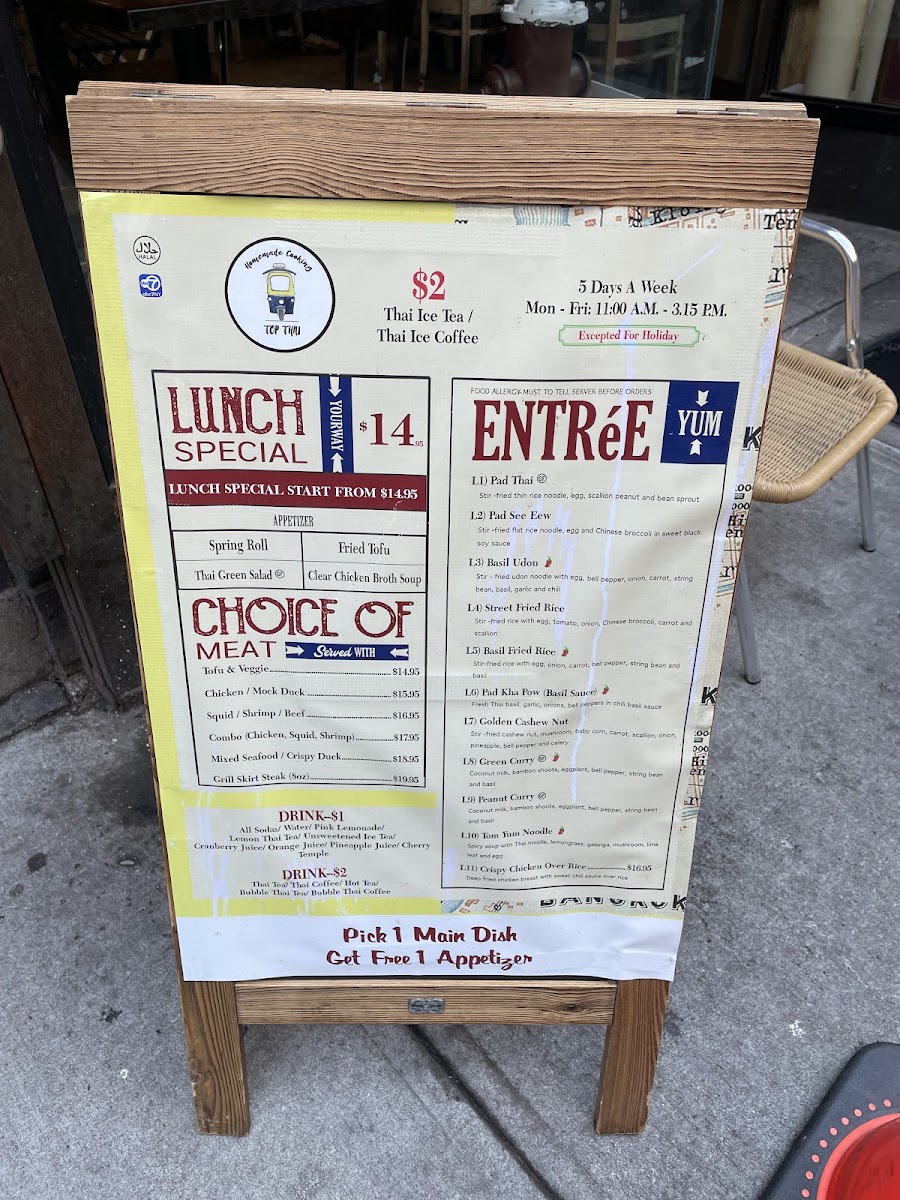 حلال
HALAL
7
abc7NY
Homemade Cooking
TOP THAI
$2
Thai Ice Tea /
Thai Ice Coffee
5 Days A Week
Mon - Fri: 11:00 A.M. - 3.15 P.M.
Excepted For Holiday
LUNCH
SPECIAL
YOURWAY
$14.95
LUNCH SPECIAL START FROM $14.95
APPETIZER
Spring Roll
Fried Tofu
Thai Green Salad GF
Clear Chicken Broth Soup
CHOICE OF
MEAT Served WITH
Tofu & Veggie $14.95
Chicken / Mock Duck $15.95
Squid / Shrimp / Beef $16.95
Combo (Chicken, Squid, Shrimp) $17.95
Mixed Seafood / Crispy Duck $18.95
Grill Skirt Steak (8oz) $19.95
DRINK--$1
All Sodas/ Water/ Pink Lemonade/
Lemon Thai Tea/ Unsweetened Ice Tea/
Cranberry Juice/ Orange Juice/ Pineapple Juice/ Cherry
Temple
DRINK--$2
Thai Tea/ Thai Coffee/ Hot Tea/
Bubble Thai Tea/ Bubble Thai Coffee
FOOD ALLERGY-MUST TO TELL SERVER BEFORE ORDERS
ENTRéE
YUM
L1) Pad Thai GF
Stir -fried thin rice noodle, egg, scallion peanut and bean sprout
L2) Pad See Eew
Stir -fried flat rice noodle, egg and Chinese broccoli in sweet black
soy sauce
L3) Basil Udon
Stir - fried udon noodle with egg, bell pepper, onion, carrot, string
bean, basil, garlic and chili
L4) Street Fried Rice
Stir -fried rice with egg, tomato, onion, Chinese broccoli, carrot and
scallion
L5) Basil Fried Rice
Stir-fried rice with egg, onion, carrot, bell pepper, string bean and
basil
L6) Pad Kha Pow (Basil Sauce)
Fresh Thai basil, garlic, onions, bell peppers in chili basil sauce
L7) Golden Cashew Nut
Stir -fried cashew nut, mushroom, baby corn, carrot, scallion, onion,
pineapple, bell pepper and celery
L8) Green Curry GF
Coconut milk, bamboo shoots, eggplant, bell pepper, string bean
and basil
L9) Peanut Curry GF
Coconut milk, bamboo shoots, eggplant, bell pepper, string bean
and basil
L10) Tom Yum Noodle
Spicy soup with Thai noodle, lemongrass, galanga, mushroom, lime
leaf and egg
L11) Crispy Chicken Over Rice $16.95
Deep fried chicken breast with sweet chili sauce over rice
BANGKOK
Pick 1 Main Dish
Get Free 1 Appetizer